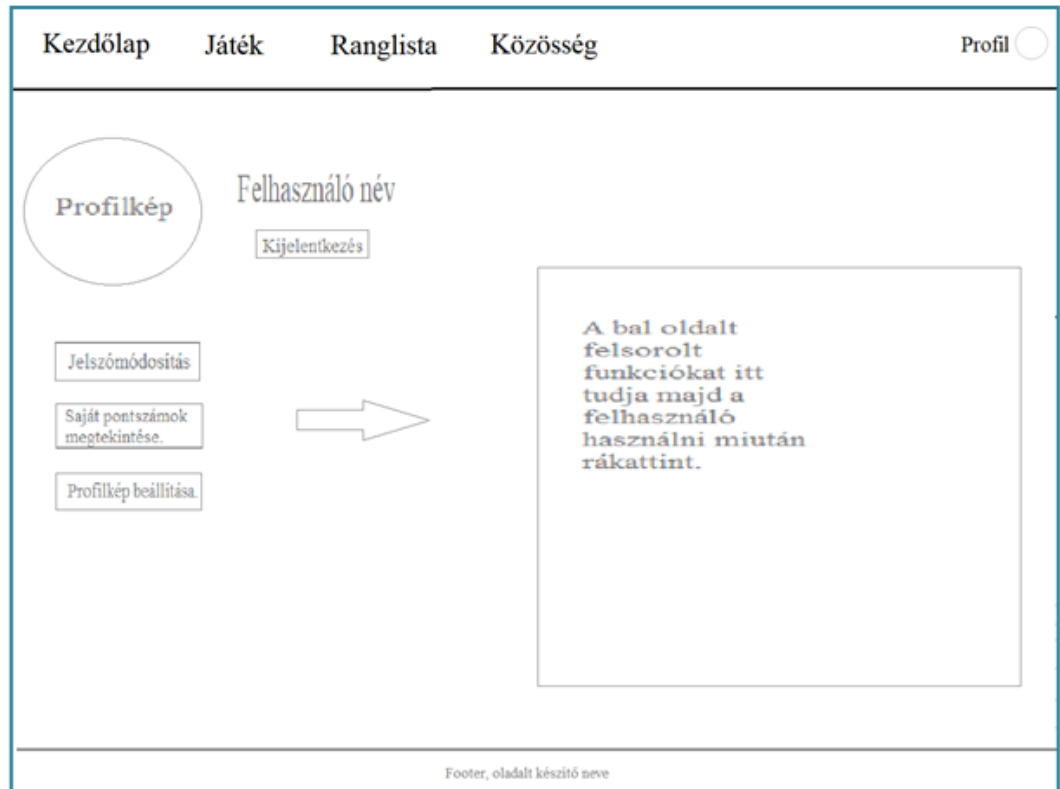 Kezdőlap Játék Ranglista Közösség Profil
Profilkép
Felhasználó név
Kijelentkezés
Jelszómódosítás
Saját pontszámok
megtekintése.
Profilkép beállítása.
A bal oldalt
felsorolt
funkciókat itt
tudja majd a
felhasználó
használni miután
rákattint.
Footer, oladalt készítő neve